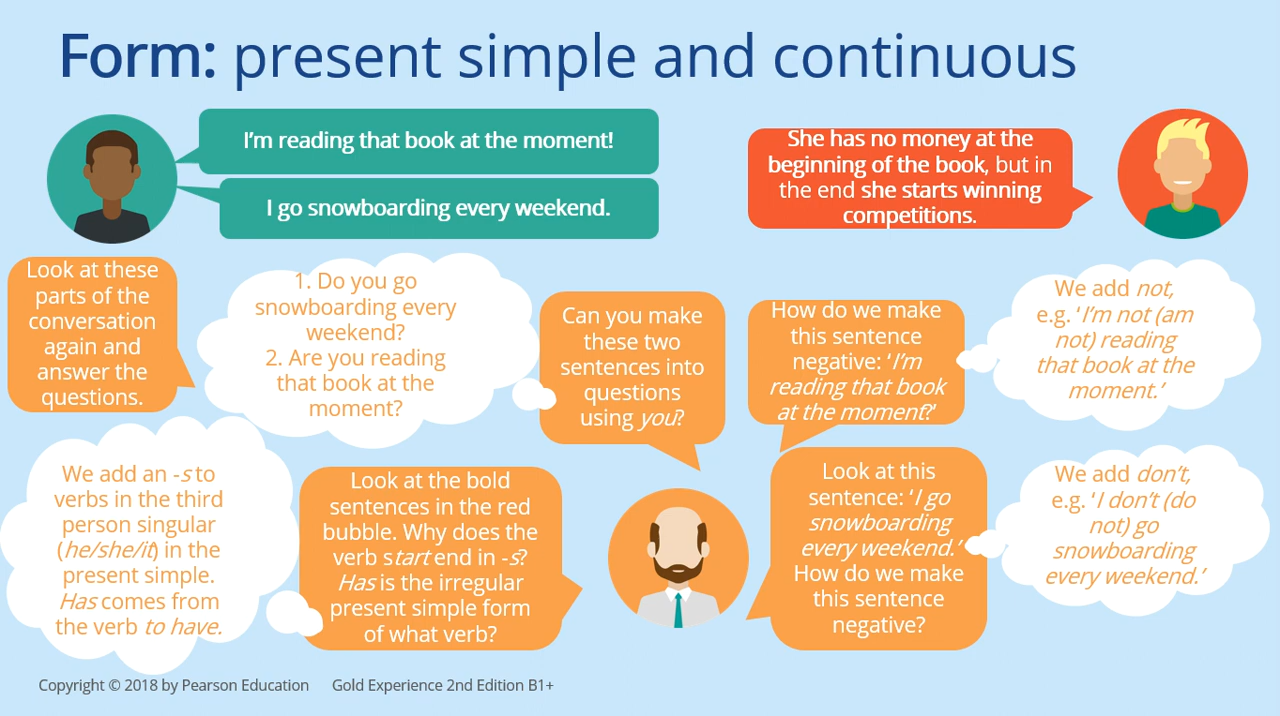 Form: present simple and continuous
I'm reading that book at the moment!
I go snowboarding every weekend.
She has no money at the
beginning of the book, but in
the end she starts winning
competitions.
Look at these
parts of the
conversation
again and
answer the
questions.
1. Do you go
snowboarding every
weekend?
2. Are you reading
that book at the
moment?
Can you make
these two
sentences into
questions
using you?
How do we make
this sentence
negative: 'I'm
reading that book
at the moment?'
We add not,
e.g. 'I'm not (am
not) reading
that book at the
moment.'
We add an -s to
verbs in the third
person singular
(he/she/it) in the
present simple.
Has comes from
the verb to have.
Look at the bold
sentences in the red
bubble. Why does the
verb start end in -s?
Has is the irregular
present simple form
of what verb?
Look at this
sentence: 'I go
snowboarding
every weekend.'
How do we make
this sentence
negative?
We add don't,
e.g. 'I don't (do
not) go
snowboarding
every weekend.'
Copyright © 2018 by Pearson Education Gold Experience 2nd Edition B1+